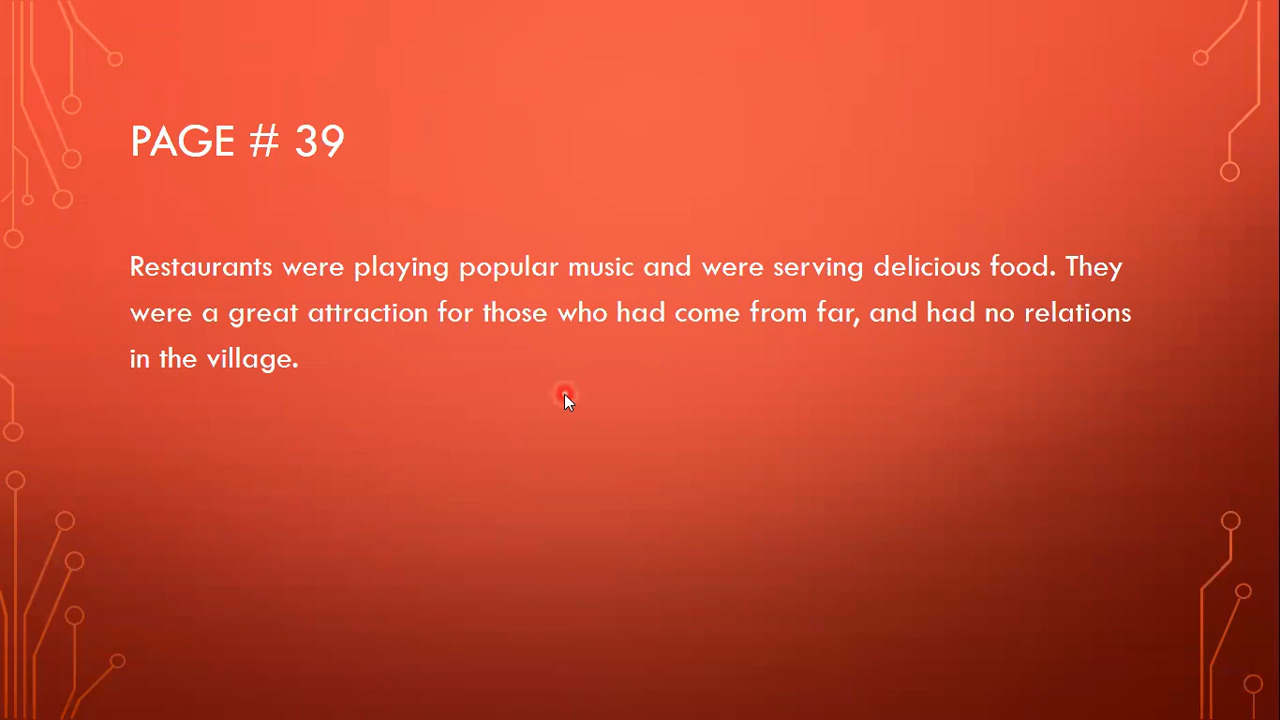 PAGE # 39
Restaurants were playing popular music and were serving delicious food. They
were a great attraction for those who had come from far, and had no relations
in the village.